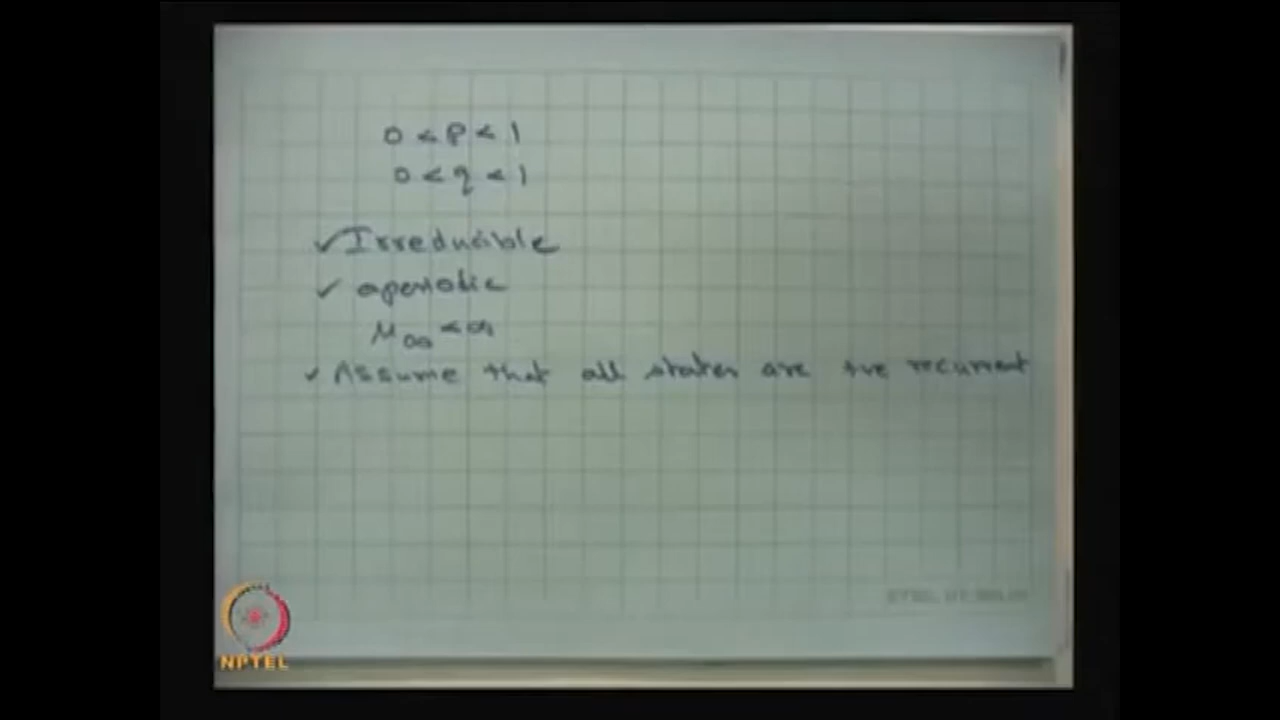 0 < p < 1
0 < q < 1
✓ Irreducible
✓ aperiodic
μ₀₀ < ∞
✓ Assume that all states are +ve recurrent
NPTEL